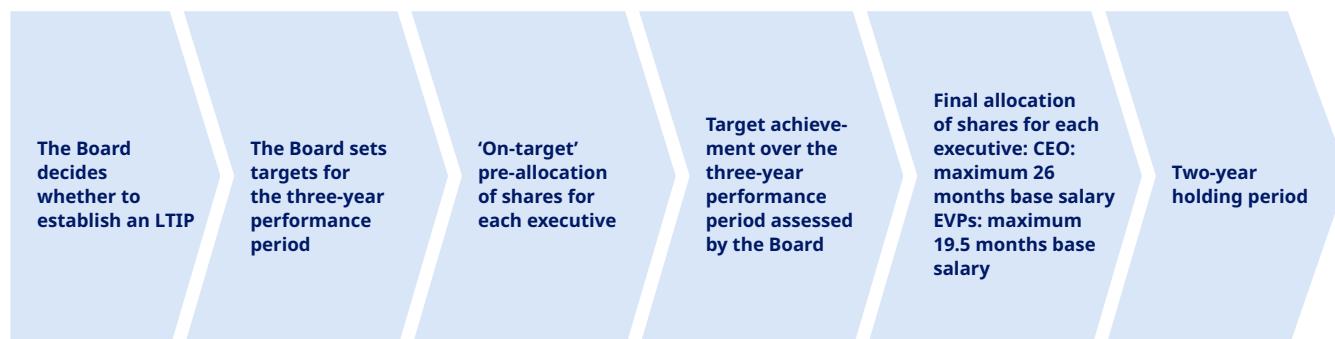 The Board
decides
whether to
establish an LTIP
The Board sets
targets for
the three-year
performance
period
‘On-target’
pre-allocation
of shares for
each executive
Target achieve-
ment over the
three-year
performance
period assessed
by the Board
Final allocation
of shares for each
executive: CEO:
maximum 26
months base salary
EVPs: maximum
19.5 months base
salary
Two-year
holding period